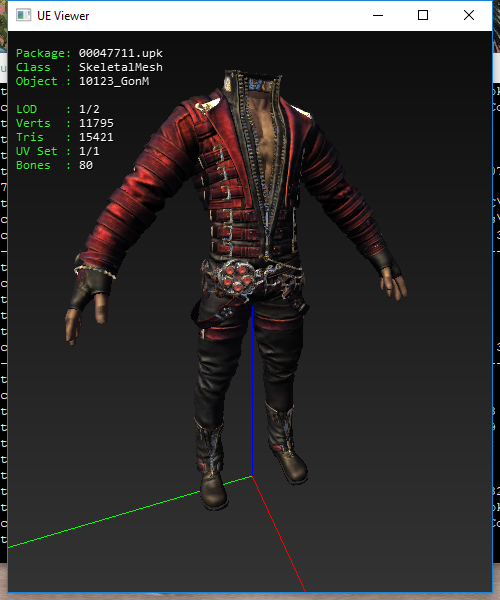 UE Viewer
Package: 00047711.upk
Class : SkeletalMesh
Object : 10123_GonM
LOD : 1/2
Verts : 11795
Tris : 15421
UV Set : 1/1
Bones : 80